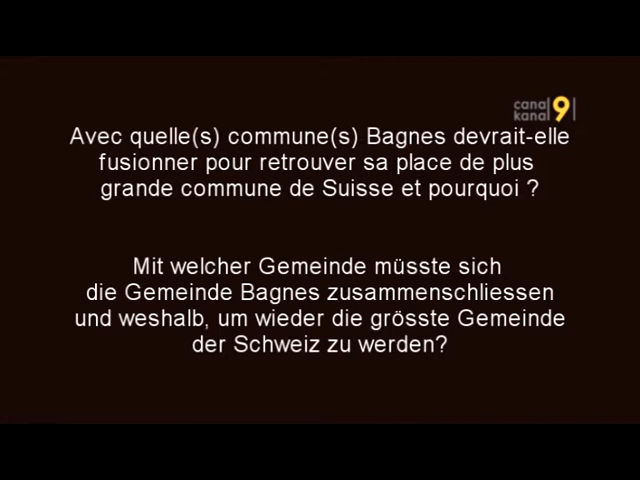 canal 9
kanal
Avec quelle(s) commune(s) Bagnes devrait-elle
fusionner pour retrouver sa place de plus
grande commune de Suisse et pourquoi ?
Mit welcher Gemeinde müsste sich
die Gemeinde Bagnes zusammenschliessen
und weshalb, um wieder die grösste Gemeinde
der Schweiz zu werden?